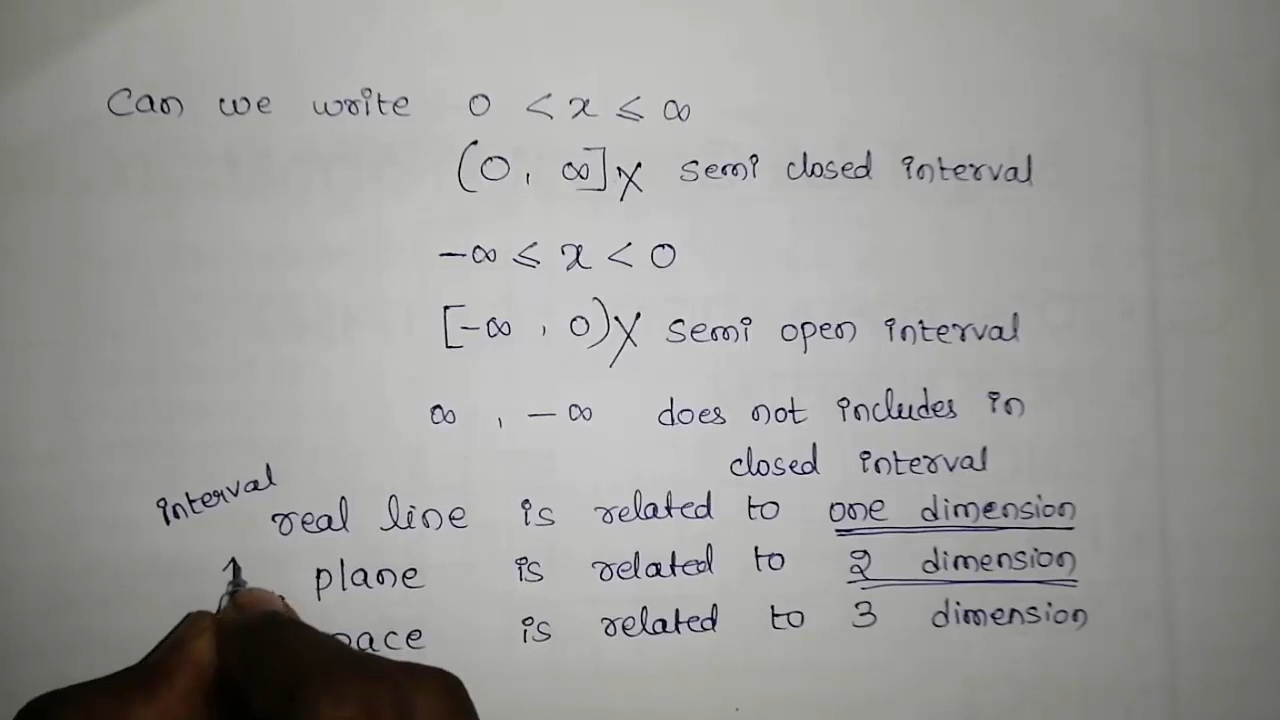 Can we write 0 < x ≤ ∞
(0, ∞] X semi closed interval
-∞ ≤ x < 0
[-∞, 0) X semi open interval
∞, -∞ does not includes in
closed interval
interval
real line is related to one dimension
plane is related to 2 dimension
is related to 3 dimension